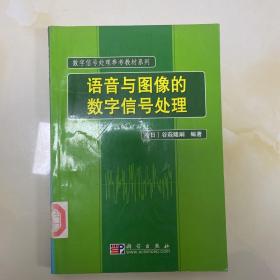 数字信号处理参考教材系列
语音与图像的
数字信号处理
〔日〕谷萩隆嗣 编著
科学出版社